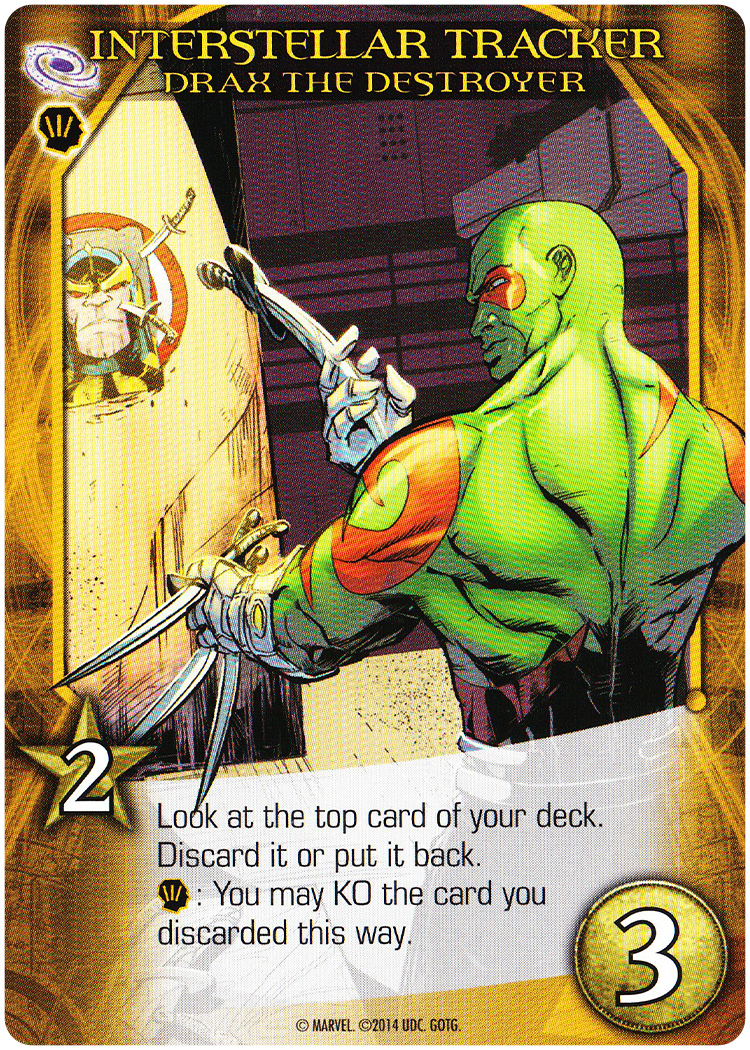 INTERSTELLAR TRACKER
DRAX THE DESTROYER
2
Look at the top card of your deck.
Discard it or put it back.
: You may KO the card you
discarded this way.
3
© MARVEL. ©2014 UDC. GOTG.